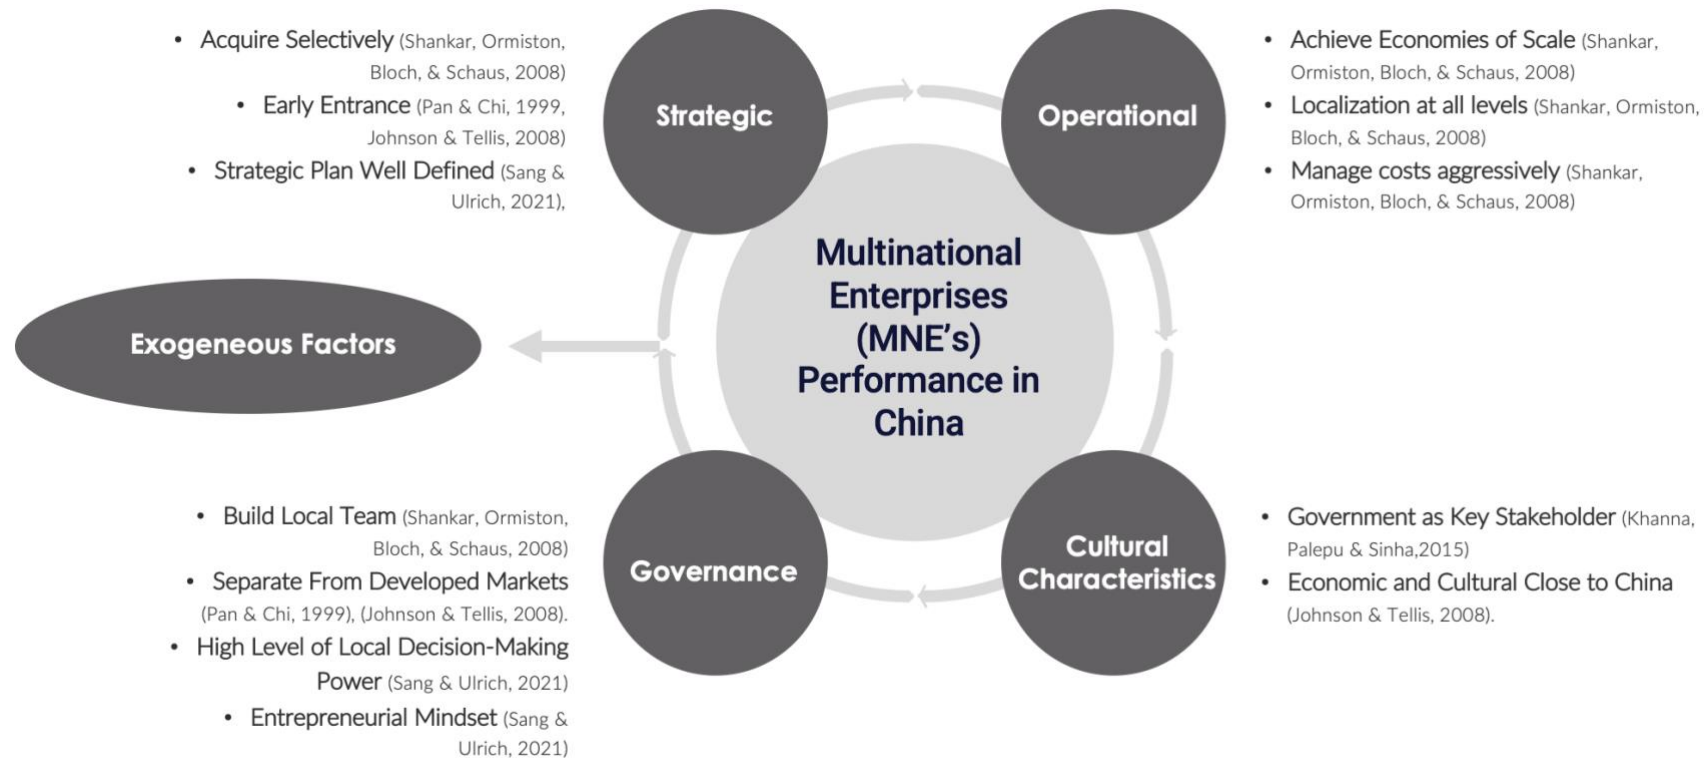 • Acquire Selectively (Shankar, Ormiston,
Bloch, & Schaus, 2008)
• Early Entrance (Pan & Chi, 1999,
Johnson & Tellis, 2008)
• Strategic Plan Well Defined (Sang &
Ulrich, 2021),
Strategic
Operational
• Achieve Economies of Scale (Shankar,
Ormiston, Bloch, & Schaus, 2008)
• Localization at all levels (Shankar, Ormiston,
Bloch, & Schaus, 2008)
• Manage costs aggressively (Shankar,
Ormiston, Bloch, & Schaus, 2008)
Exogeneous Factors
Multinational
Enterprises
(MNE’s)
Performance in
China
• Build Local Team (Shankar, Ormiston,
Bloch, & Schaus, 2008)
• Separate From Developed Markets
(Pan & Chi, 1999), (Johnson & Tellis, 2008).
• High Level of Local Decision-Making
Power (Sang & Ulrich, 2021)
• Entrepreneurial Mindset (Sang &
Ulrich, 2021)
Governance
Cultural
Characteristics
• Government as Key Stakeholder (Khanna,
Palepu & Sinha,2015)
• Economic and Cultural Close to China
(Johnson & Tellis, 2008).